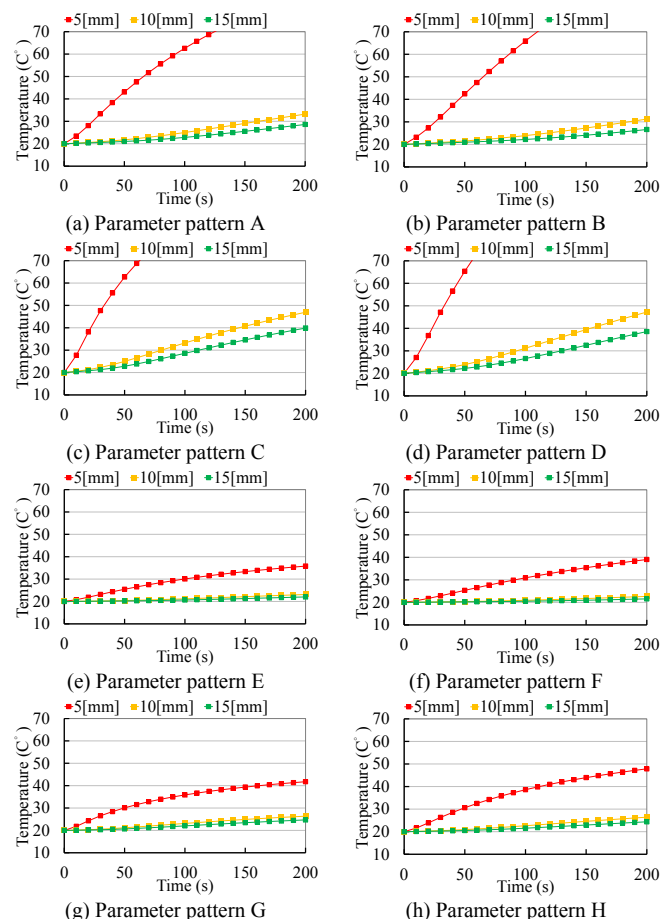 5[mm] 10[mm] 15[mm]
5[mm] 10[mm] 15[mm]
Temperature (C°)
70
60
50
40
30
20
10
0 50 100 150 200
Time (s)
Temperature (C°)
70
60
50
40
30
20
10
0 50 100 150 200
Time (s)
(a) Parameter pattern A
(b) Parameter pattern B
5[mm] 10[mm] 15[mm]
5[mm] 10[mm] 15[mm]
Temperature (C°)
70
60
50
40
30
20
10
0 50 100 150 200
Time (s)
Temperature (C°)
70
60
50
40
30
20
10
0 50 100 150 200
Time (s)
(c) Parameter pattern C
(d) Parameter pattern D
5[mm] 10[mm] 15[mm]
5[mm] 10[mm] 15[mm]
Temperature (C°)
70
60
50
40
30
20
10
0 50 100 150 200
Time (s)
Temperature (C°)
70
60
50
40
30
20
10
0 50 100 150 200
Time (s)
(e) Parameter pattern E
(f) Parameter pattern F
5[mm] 10[mm] 15[mm]
5[mm] 10[mm] 15[mm]
Temperature (C°)
70
60
50
40
30
20
10
0 50 100 150 200
Time (s)
Temperature (C°)
70
60
50
40
30
20
10
0 50 100 150 200
Time (s)
(g) Parameter pattern G
(h) Parameter pattern H